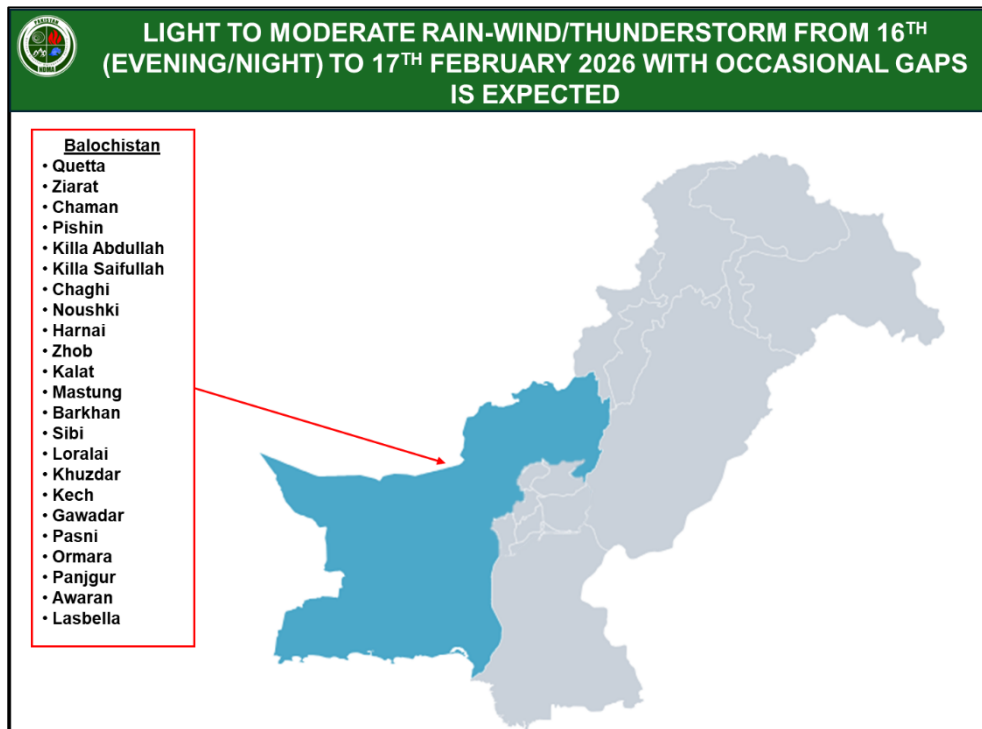 PAKISTAN
NDMA
LIGHT TO MODERATE RAIN-WIND/THUNDERSTORM FROM 16TH
(EVENING/NIGHT) TO 17TH FEBRUARY 2026 WITH OCCASIONAL GAPS
IS EXPECTED
Balochistan
• Quetta
• Ziarat
• Chaman
• Pishin
• Killa Abdullah
• Killa Saifullah
• Chaghi
• Noushki
• Harnai
• Zhob
• Kalat
• Mastung
• Barkhan
• Sibi
• Loralai
• Khuzdar
• Kech
• Gawadar
• Pasni
• Ormara
• Panjgur
• Awaran
• Lasbella